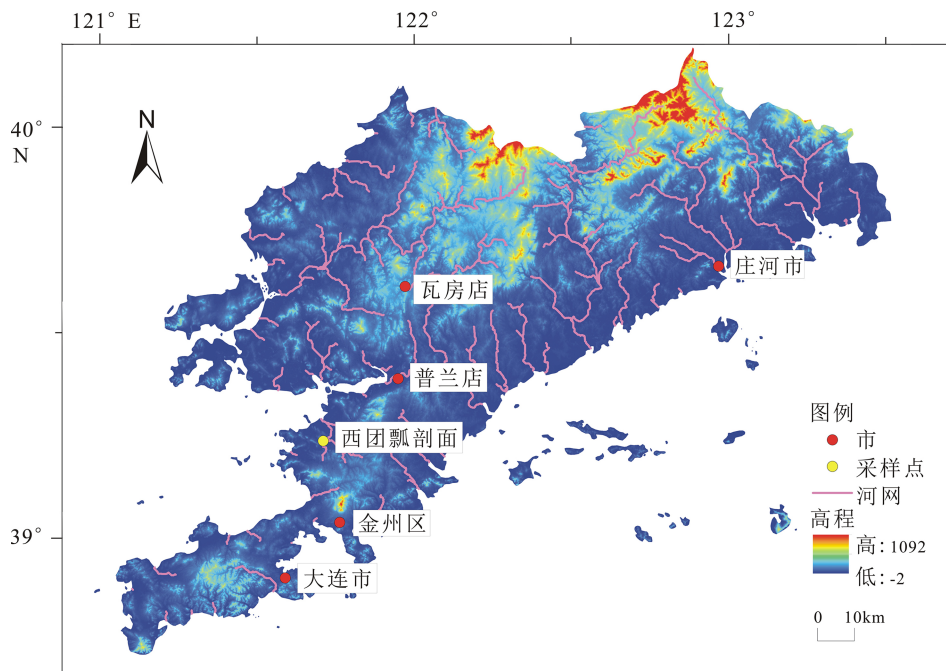 121° E
122°
123°
N
40°
N
庄河市
瓦房店
普兰店
西团瓢剖面
金州区
39°
大连市
图例
市
采样点
河网
高程
高: 1092
低: -2
0 10km